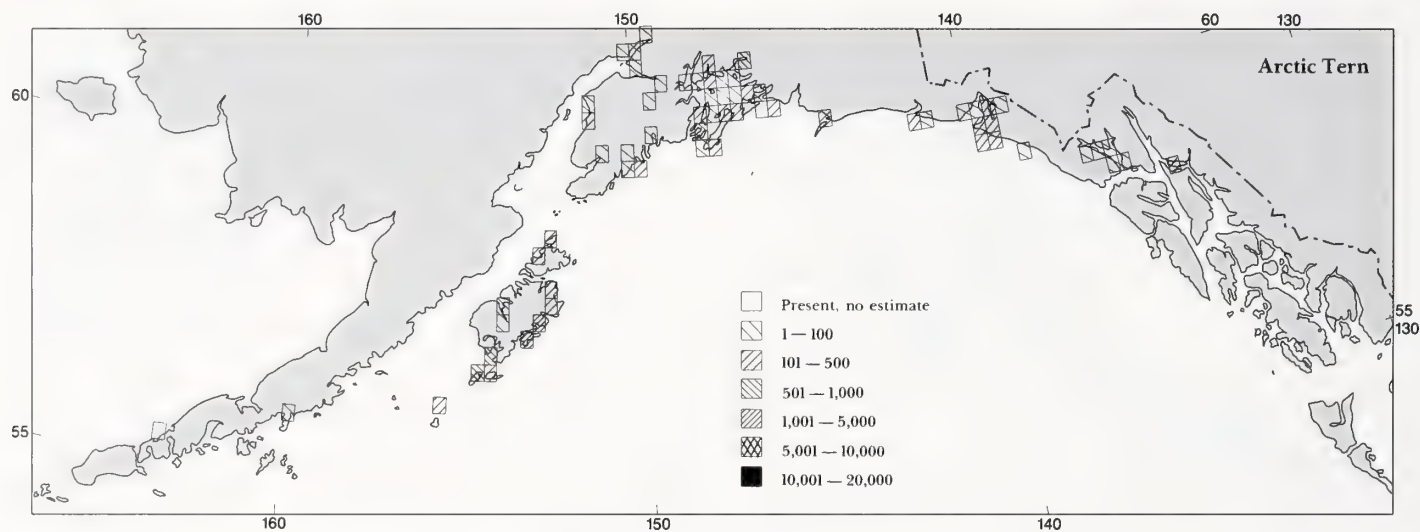 160 150 140 60 130
Arctic Tern
60
Present, no estimate
1 — 100
101 — 500
501 — 1,000
1,001 — 5,000
5,001 — 10,000
10,001 — 20,000
55
130
55
160 150 140